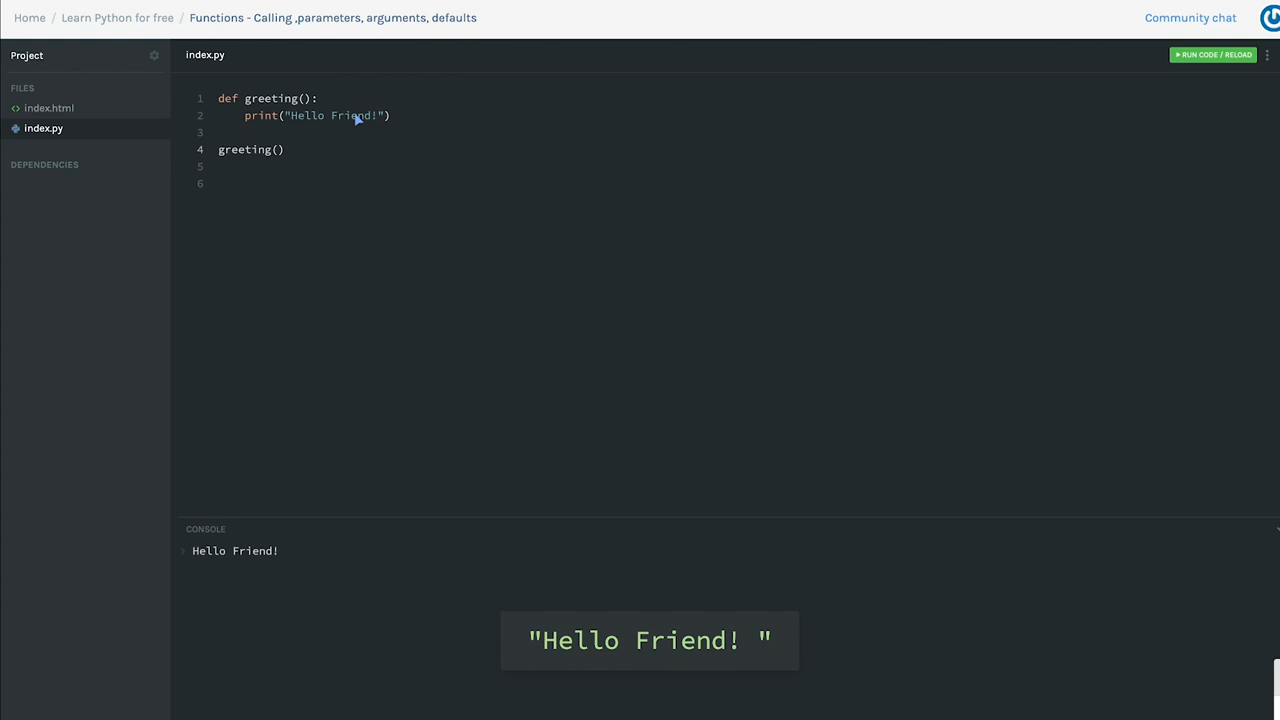 Home / Learn Python for free / Functions - Calling ,parameters, arguments, defaults
Community chat
Project
index.py
RUN CODE / RELOAD
FILES
<> index.html
index.py
DEPENDENCIES
1 def greeting():
2     print("Hello Friend!")
3
4 greeting()
5
6
CONSOLE
> Hello Friend!
"Hello Friend! "